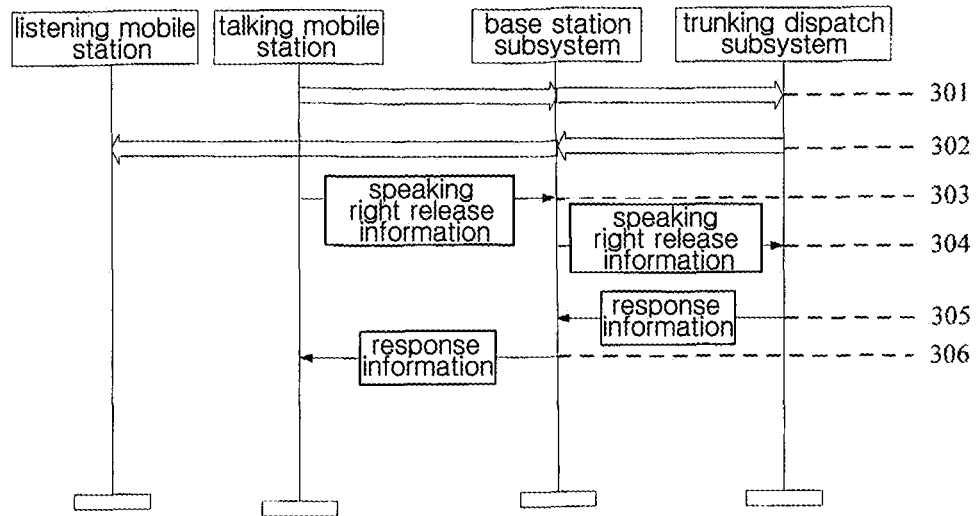 listening mobile
station
talking mobile
station
base station
subsystem
trunking dispatch
subsystem
301
302
speaking
right release
information
303
speaking
right release
information
304
response
information
305
response
information
306